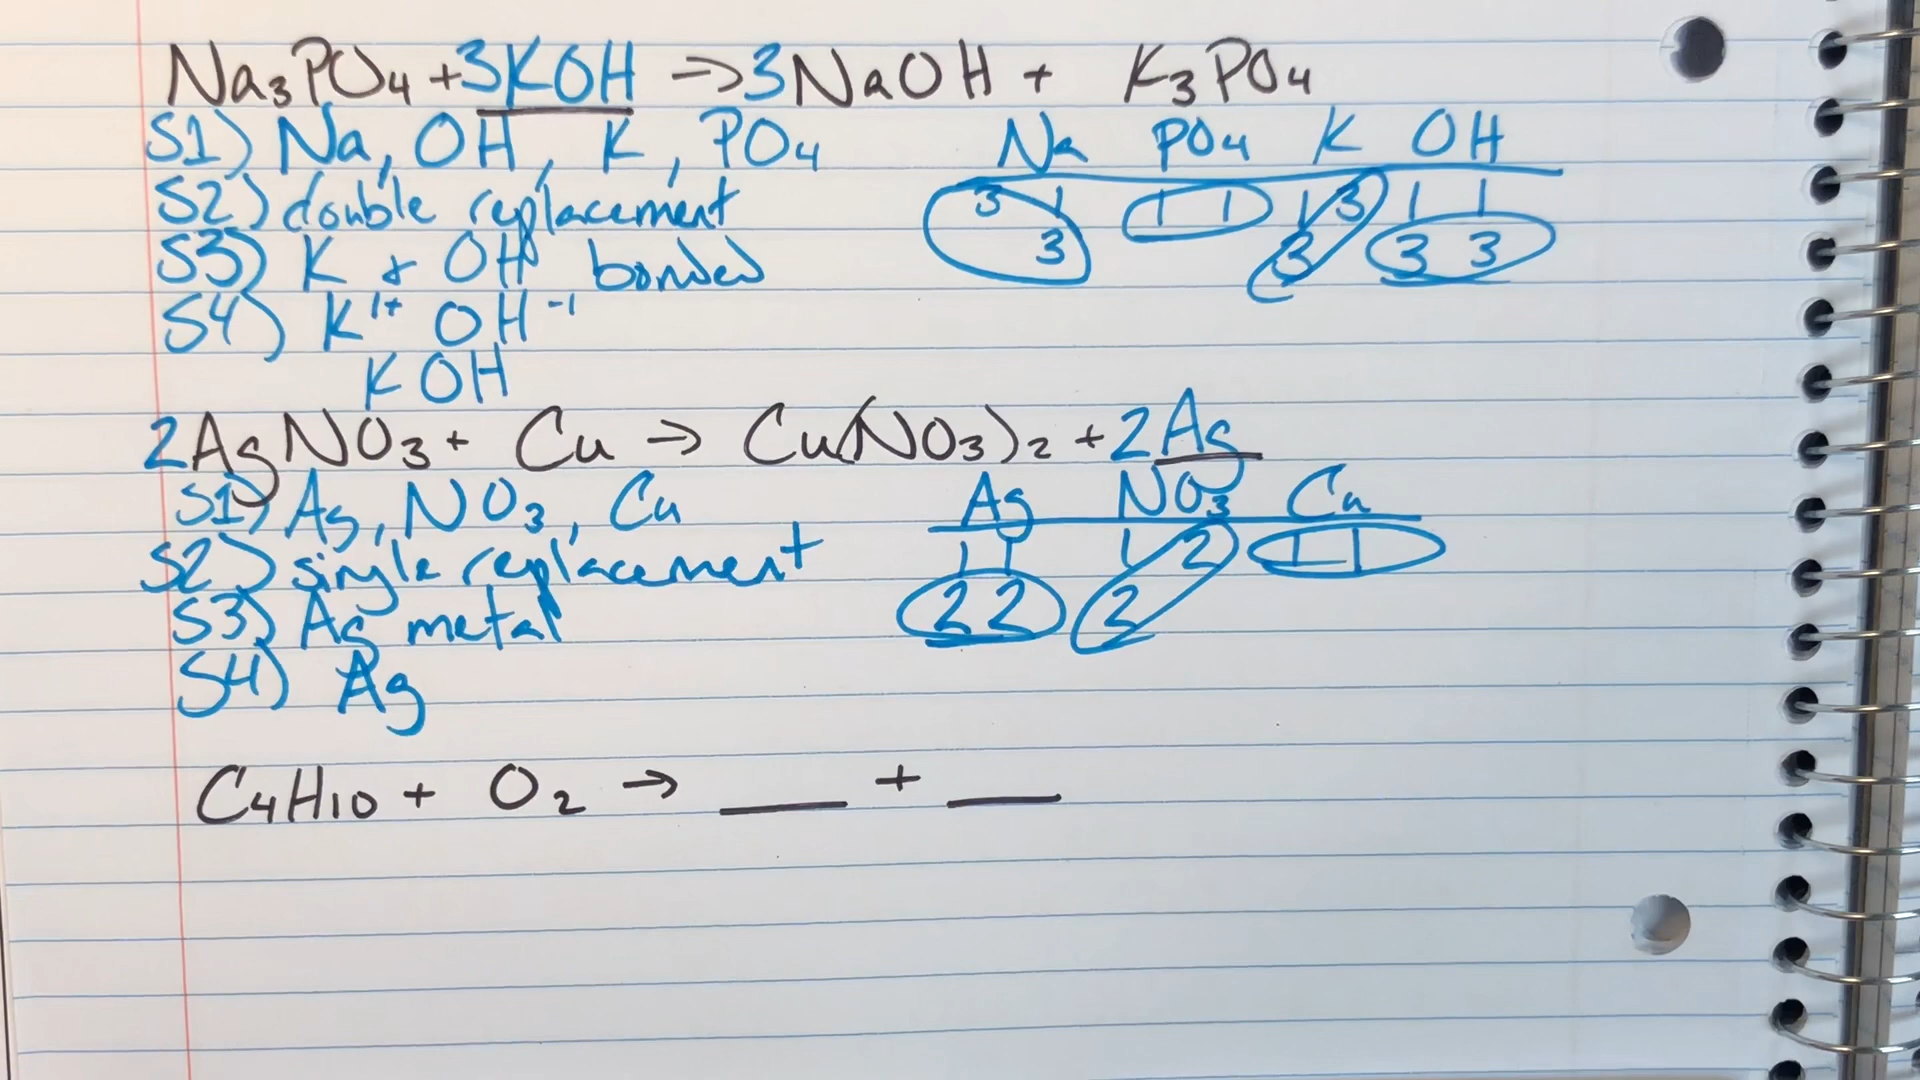 Na₃PO₄ + 3KOH → 3NaOH + K₃PO₄
S1) Na, OH, K, PO₄
Na PO₄ K OH
S2) double replacement
3 1 1 1 1 3 1 1
S3) K & OH bonded
3 3 3 3
S4) K¹⁺ OH⁻¹
KOH
2AgNO₃ + Cu → Cu(NO₃)₂ + 2Ag
S1) Ag, NO₃, Cu
Ag NO₃ Cu
S2) single replacement
1 1 1 2 1 1
S3) Ag metal
2 2 2
S4) Ag
C₄H₁₀ + O₂ → ___ + ___